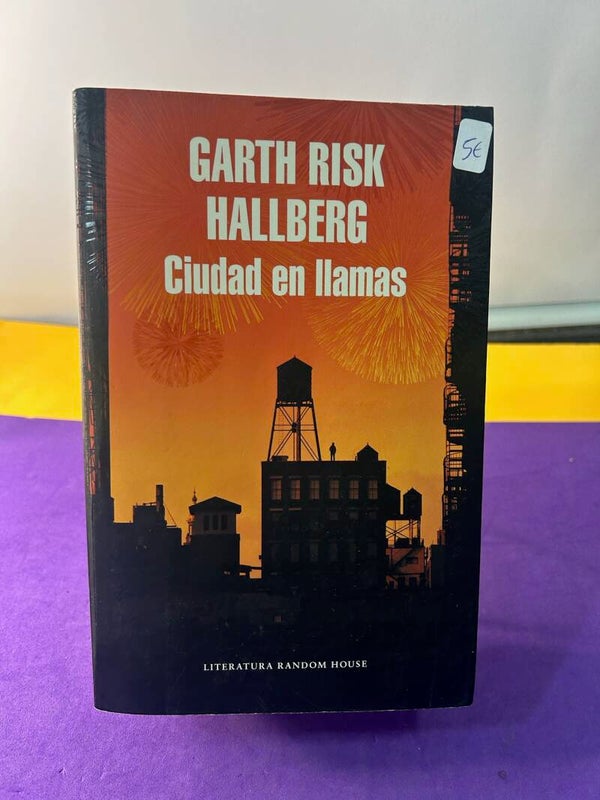 GARTH RISK
HALLBERG
Ciudad en llamas
5€
LITERATURA RANDOM HOUSE